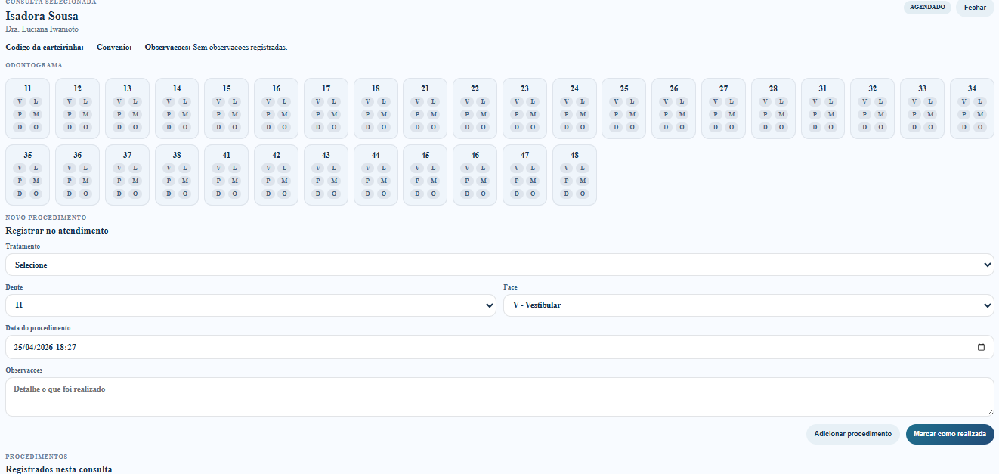 CONSULTA SELECIONADA
Isadora Sousa
AGENDADO Fechar
Dra. Luciana Iwamoto ·
Codigo da carteirinha: - Convenio: - Observacoes: Sem observacoes registradas.
ODONTOGRAMA
11 12 13 14 15 16 17 18 21 22 23 24 25 26 27 28 31 32 33 34
V L V L V L V L V L V L V L V L V L V L V L V L V L V L V L V L V L V L V L V L
P M P M P M P M P M P M P M P M P M P M P M P M P M P M P M P M P M P M P M P M
D O D O D O D O D O D O D O D O D O D O D O D O D O D O D O D O D O D O D O D O
35 36 37 38 41 42 43 44 45 46 47 48
V L V L V L V L V L V L V L V L V L V L V L V L
P M P M P M P M P M P M P M P M P M P M P M P M
D O D O D O D O D O D O D O D O D O D O D O D O
NOVO PROCEDIMENTO
Registrar no atendimento
Tratamento
Selecione
Dente Face
11 V - Vestibular
Data do procedimento
25/04/2026 18:27
Observacoes
Detalhe o que foi realizado
Adicionar procedimento Marcar como realizada
PROCEDIMENTOS
Registrados nesta consulta